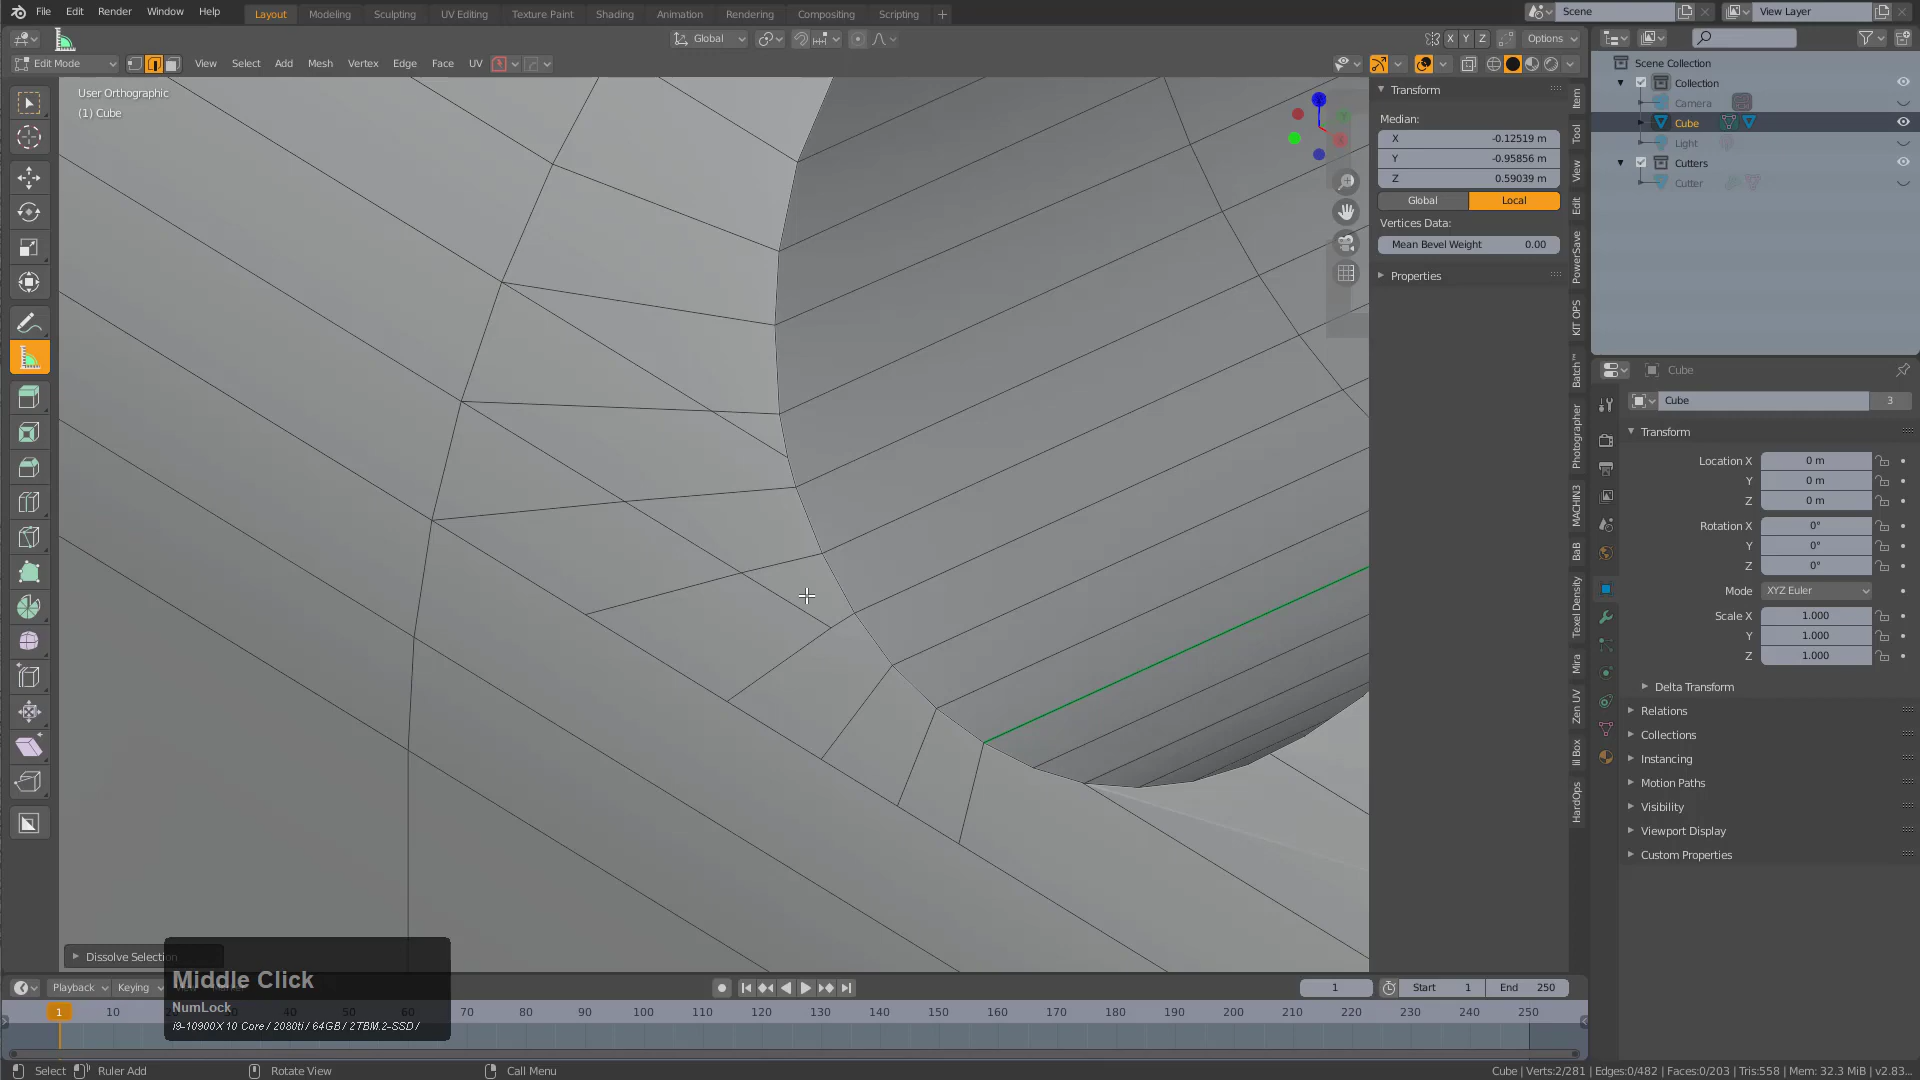 File Edit Render Window Help
Layout Modeling Sculpting UV Editing Texture Paint Shading Animation Rendering Compositing Scripting
Scene
View Layer
Global
X Y Z
Options
Edit Mode
View Select Add Mesh Vertex Edge Face UV
User Orthographic
(1) Cube
Transform
Median:
X -0.12519 m
Y -0.95856 m
Z 0.59039 m
Global Local
Vertices Data:
Mean Bevel Weight 0.00
Properties
Item
Tool
View
Edit
PowerSave
KIT OPS
Batch™
Photographer
MACHIN3
BaB
Texel Density
Mira
Zen UV
HardOps
Scene Collection
Collection
Camera
Cube
Light
Cutters
Cutter
Cube
Cube 3
Transform
Location X 0 m
Y 0 m
Z 0 m
Rotation X 0°
Y 0°
Z 0°
Mode XYZ Euler
Scale X 1.000
Y 1.000
Z 1.000
Delta Transform
Relations
Collections
Instancing
Motion Paths
Visibility
Viewport Display
Custom Properties
Dissolve Selection
Middle Click
NumLock
i9-10900X 10 Core / 2080ti / 64GB / 2TBM.2-SSD /
Playback Keying
1 Start 1 End 250
1 10 70 80 90 100 110 120 130 140 150 160 170 180 190 200 210 220 230 240 250
Select Ruler Add Rotate View Call Menu
Cube | Verts:2/281 | Edges:0/482 | Faces:0/203 | Tris:558 | Mem: 32.3 MiB | v2.83...